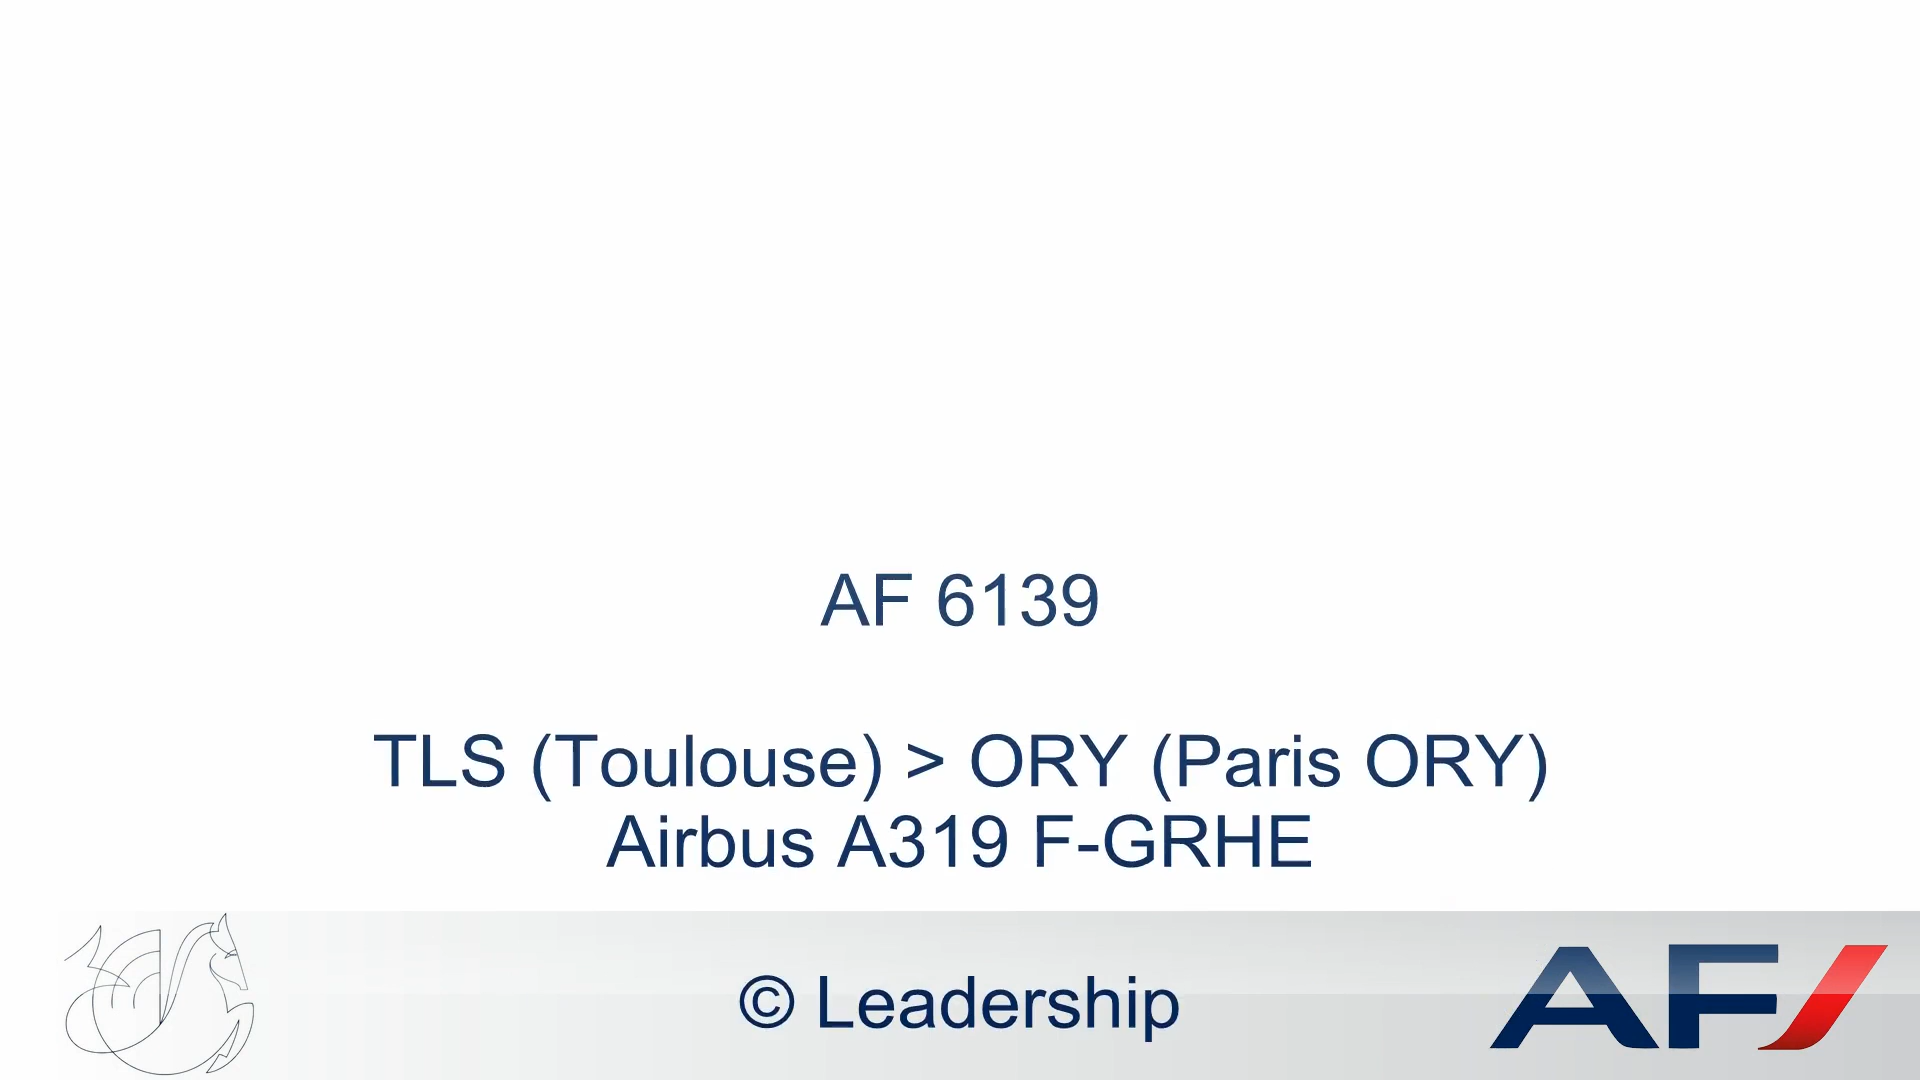 AF 6139
TLS (Toulouse) > ORY (Paris ORY)
Airbus A319 F-GRHE
© Leadership
AF